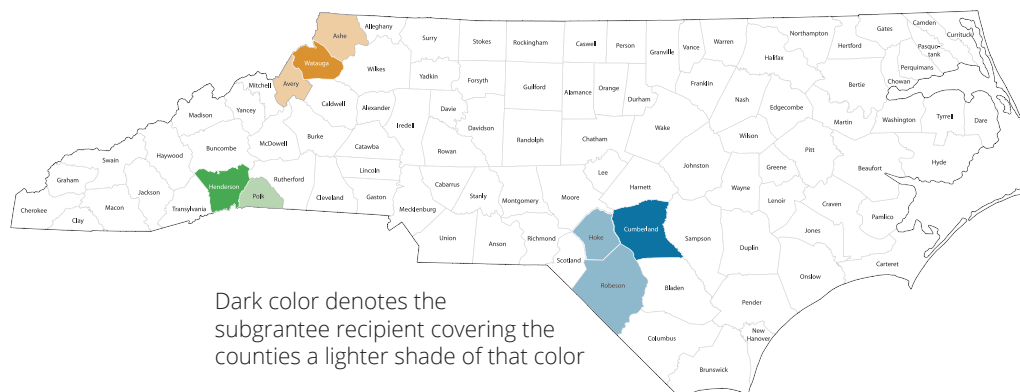 Alleghany
Ashe
Surry
Stokes
Rockingham
Caswell
Person
Granville
Vance
Warren
Northampton
Gates
Camden
Currituck
Hertford
Halifax
Pasquo-
tank
Perquimans
Chowan
Watauga
Wilkes
Yadkin
Forsyth
Guilford
Alamance
Orange
Durham
Franklin
Nash
Edgecombe
Bertie
Mitchell
Avery
Caldwell
Alexander
Davie
Iredell
Davidson
Randolph
Chatham
Wake
Wilson
Martin
Washington
Tyrrell
Dare
Madison
Yancey
Burke
McDowell
Catawba
Rowan
Buncombe
Haywood
Swain
Graham
Jackson
Macon
Cherokee
Clay
Transylvania
Henderson
Polk
Rutherford
Cleveland
Lincoln
Gaston
Mecklenburg
Cabarrus
Stanly
Montgomery
Moore
Lee
Harnett
Johnston
Greene
Pitt
Beaufort
Hyde
Wayne
Lenoir
Craven
Pamlico
Jones
Carteret
Union
Anson
Richmond
Scotland
Hoke
Cumberland
Sampson
Duplin
Onslow
Robeson
Bladen
Pender
Columbus
New
Hanover
Brunswick
Dark color denotes the
subgrantee recipient covering the
counties a lighter shade of that color